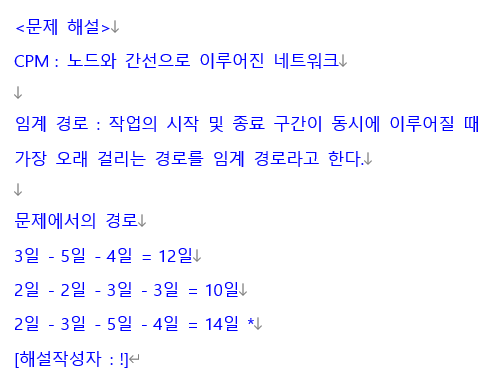 <문제 해설>↓
CPM : 노드와 간선으로 이루어진 네트워크↓
↓
임계 경로 : 작업의 시작 및 종료 구간이 동시에 이루어질 때
가장 오래 걸리는 경로를 임계 경로라고 한다.↓
↓
문제에서의 경로↓
3일 - 5일 - 4일 = 12일↓
2일 - 2일 - 3일 - 3일 = 10일↓
2일 - 3일 - 5일 - 4일 = 14일 *↓
[해설작성자 : !]↵